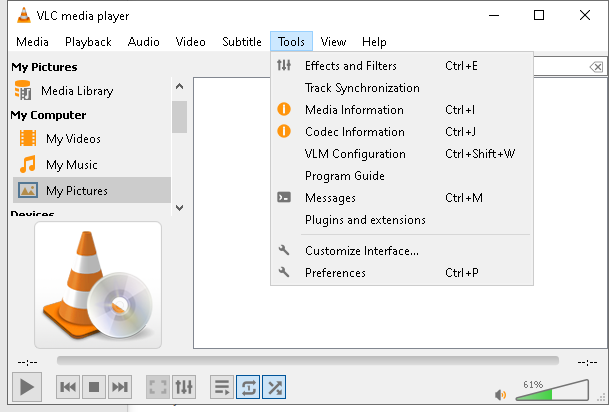 VLC media player
Media Playback Audio Video Subtitle Tools View Help
My Pictures
Media Library
My Computer
My Videos
My Music
My Pictures
Devices
Effects and Filters Ctrl+E
Track Synchronization
Media Information Ctrl+I
Codec Information Ctrl+J
VLM Configuration Ctrl+Shift+W
Program Guide
Messages Ctrl+M
Plugins and extensions
Customize Interface...
Preferences Ctrl+P
--:-- --:--
61%